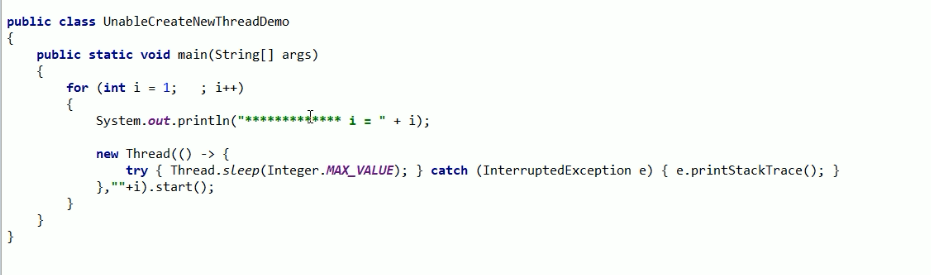 public class UnableCreateNewThreadDemo
{
public static void main(String[] args)
{
for (int i = 1;   ; i++)
{
System.out.println("************* i = " + i);
new Thread(() -> {
try { Thread.sleep(Integer.MAX_VALUE); } catch (InterruptedException e) { e.printStackTrace(); }
},""+i).start();
}
}
}